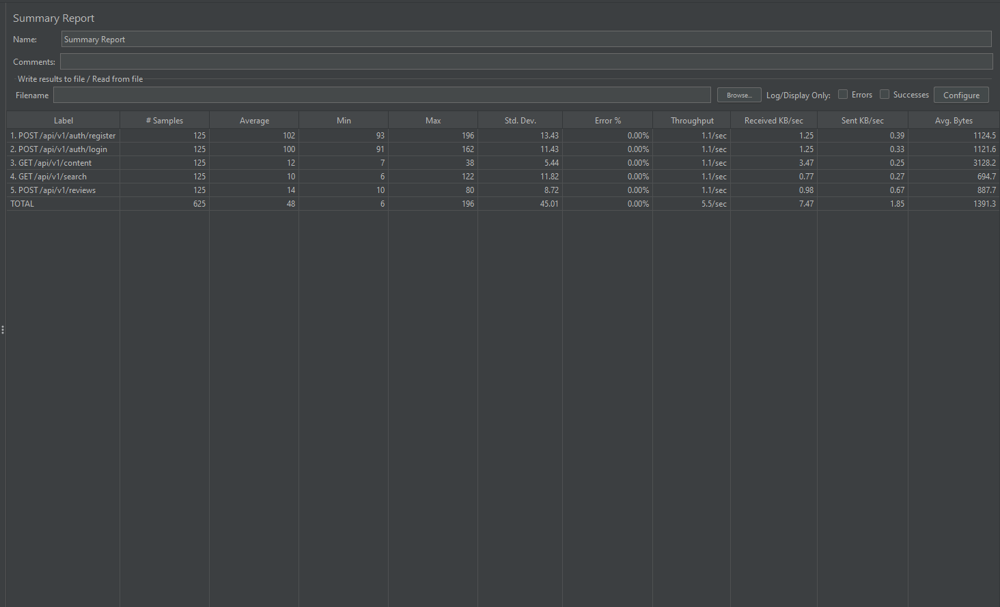 Summary Report
Name: Summary Report
Comments:
Write results to file / Read from file
Filename Browse... Log/Display Only: Errors Successes Configure
Label # Samples Average Min Max Std. Dev. Error % Throughput Received KB/sec Sent KB/sec Avg. Bytes
1. POST /api/v1/auth/register 125 102 93 196 13.43 0.00% 1.1/sec 1.25 0.39 1124.5
2. POST /api/v1/auth/login 125 100 91 162 11.43 0.00% 1.1/sec 1.25 0.33 1121.6
3. GET /api/v1/content 125 12 7 38 5.44 0.00% 1.1/sec 3.47 0.25 3128.2
4. GET /api/v1/search 125 10 6 122 11.82 0.00% 1.1/sec 0.77 0.27 694.7
5. POST /api/v1/reviews 125 14 10 80 8.72 0.00% 1.1/sec 0.98 0.67 887.7
TOTAL 625 48 6 196 45.01 0.00% 5.5/sec 7.47 1.85 1391.3